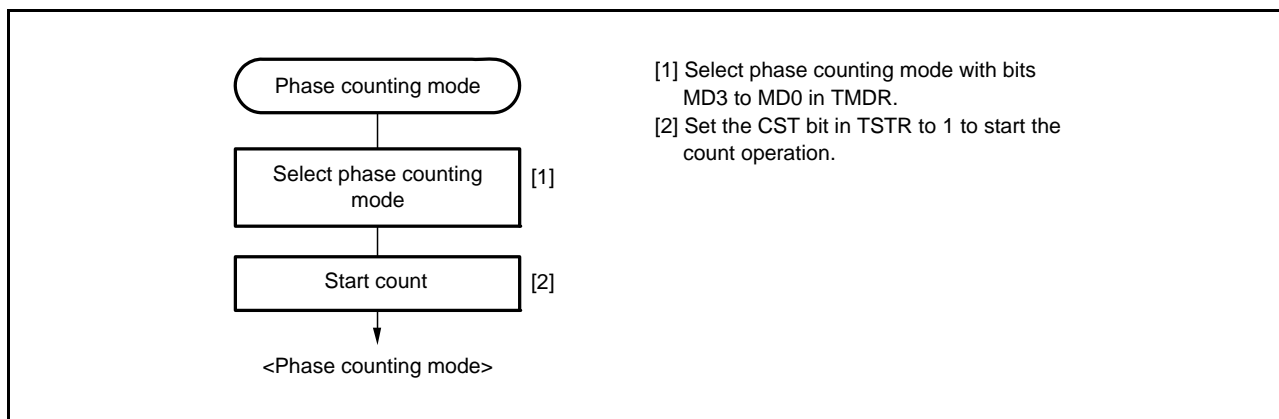 Phase counting mode
Select phase counting
mode
[1]
Start count
[2]
<Phase counting mode>
[1] Select phase counting mode with bits
MD3 to MD0 in TMDR.
[2] Set the CST bit in TSTR to 1 to start the
count operation.